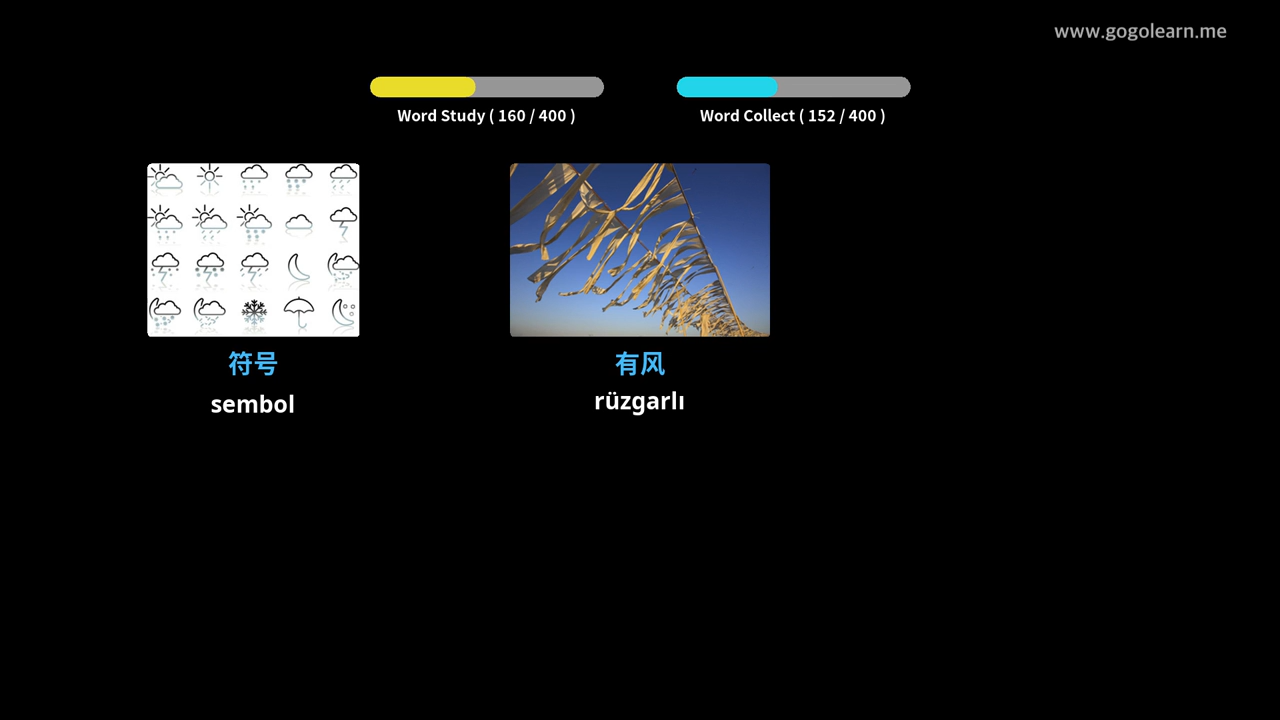 www.gogolearn.me
Word Study ( 160 / 400 )
Word Collect ( 152 / 400 )
符号
sembol
有风
rüzgarlı